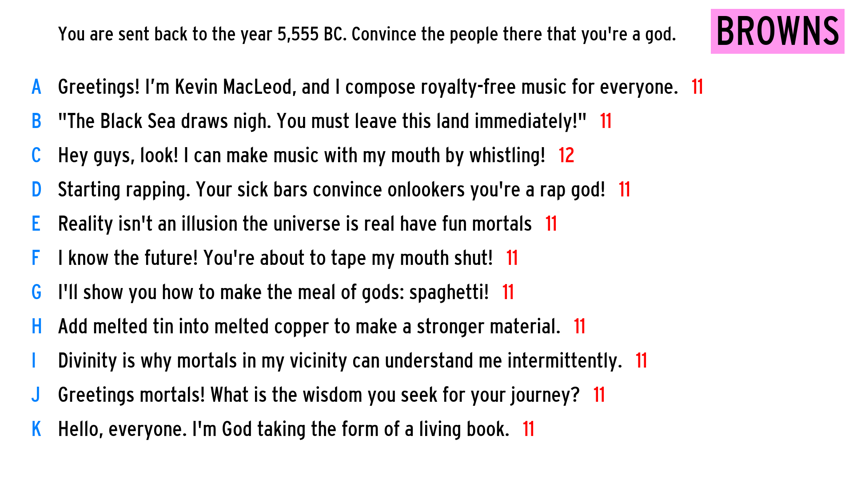 You are sent back to the year 5,555 BC. Convince the people there that you're a god.
BROWNS
A Greetings! I’m Kevin MacLeod, and I compose royalty-free music for everyone. 11
B "The Black Sea draws nigh. You must leave this land immediately!" 11
C Hey guys, look! I can make music with my mouth by whistling! 12
D Starting rapping. Your sick bars convince onlookers you're a rap god! 11
E Reality isn't an illusion the universe is real have fun mortals 11
F I know the future! You're about to tape my mouth shut! 11
G I'll show you how to make the meal of gods: spaghetti! 11
H Add melted tin into melted copper to make a stronger material. 11
I Divinity is why mortals in my vicinity can understand me intermittently. 11
J Greetings mortals! What is the wisdom you seek for your journey? 11
K Hello, everyone. I'm God taking the form of a living book. 11